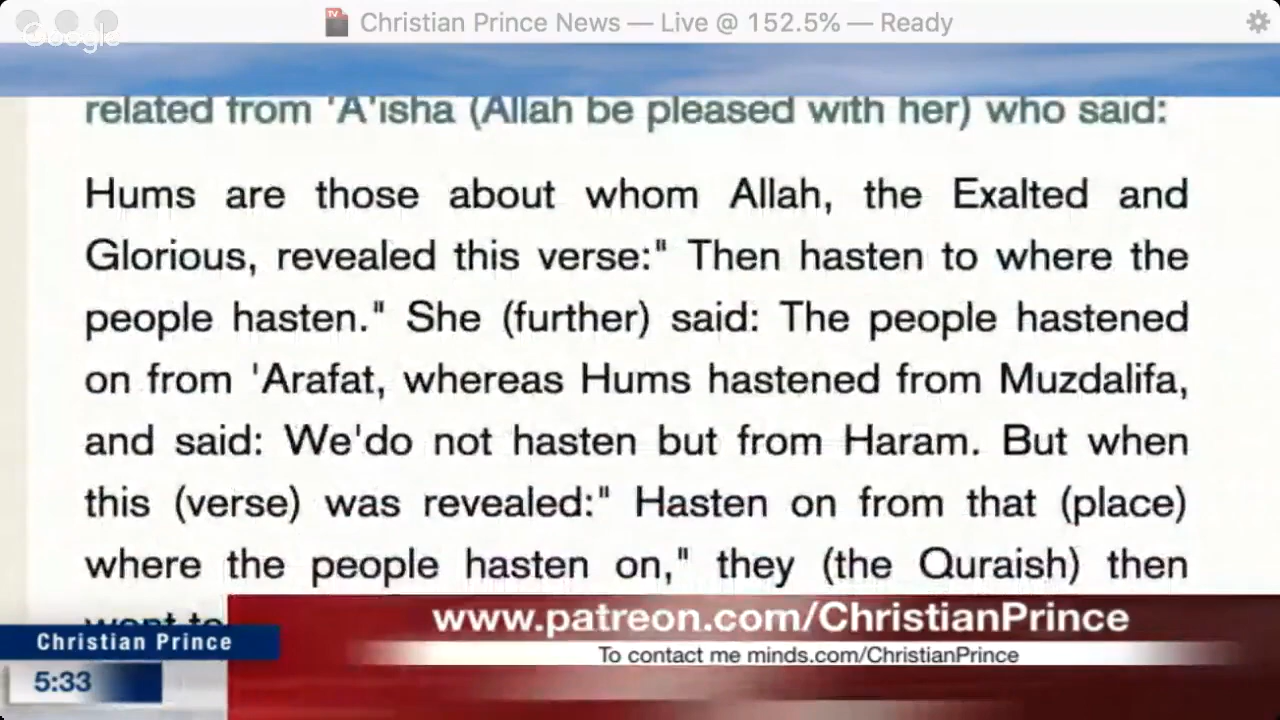 Christian Prince News — Live @ 152.5% — Ready
Google
related from 'A'isha (Allah be pleased with her) who said:
Hums are those about whom Allah, the Exalted and
Glorious, revealed this verse:" Then hasten to where the
people hasten." She (further) said: The people hastened
on from 'Arafat, whereas Hums hastened from Muzdalifa,
and said: We'do not hasten but from Haram. But when
this (verse) was revealed:" Hasten on from that (place)
where the people hasten on," they (the Quraish) then
went to
www.patreon.com/ChristianPrince
Christian Prince
To contact me minds.com/ChristianPrince
5:33